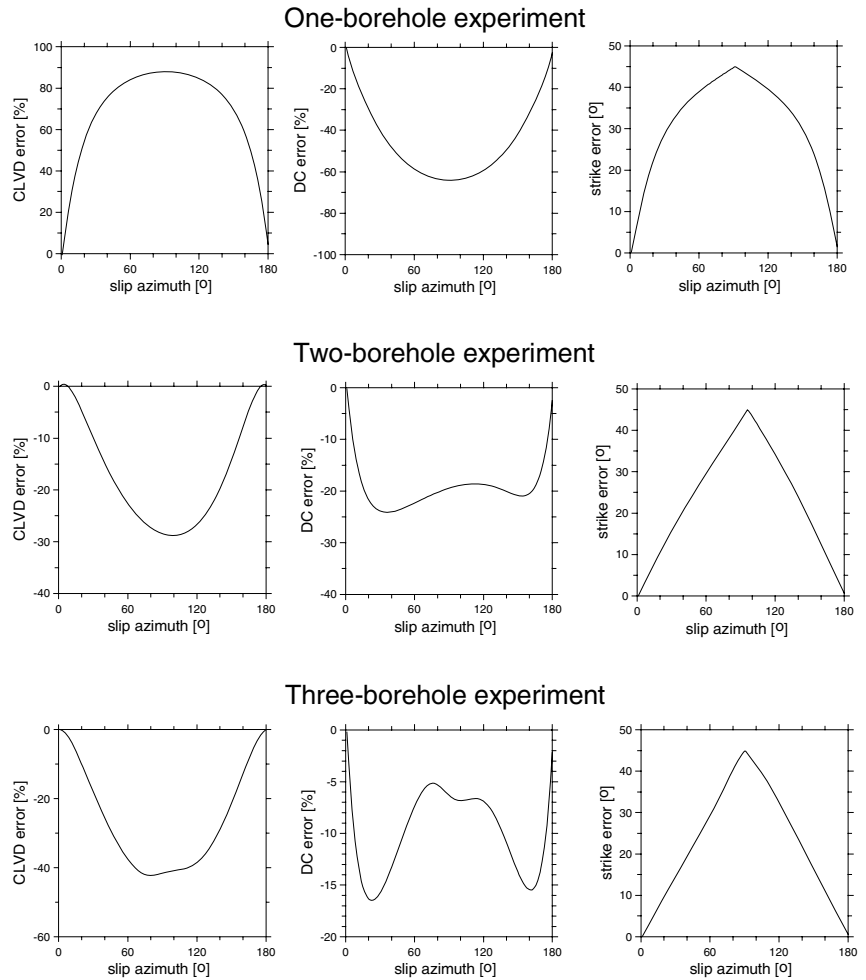 One-borehole experiment
100
80
60
40
20
0
0 60 120 180
CLVD error [%]
slip azimuth [º]
0
-20
-40
-60
-80
-100
0 60 120 180
DC error [%]
slip azimuth [º]
50
40
30
20
10
0
0 60 120 180
strike error [º]
slip azimuth [º]
Two-borehole experiment
0
-10
-20
-30
-40
0 60 120 180
CLVD error [%]
slip azimuth [º]
0
-10
-20
-30
-40
0 60 120 180
DC error [%]
slip azimuth [º]
50
40
30
20
10
0
0 60 120 180
strike error [º]
slip azimuth [º]
Three-borehole experiment
0
-20
-40
-60
0 60 120 180
CLVD error [%]
slip azimuth [º]
0
-5
-10
-15
-20
0 60 120 180
DC error [%]
slip azimuth [º]
50
40
30
20
10
0
0 60 120 180
strike error [º]
slip azimuth [º]